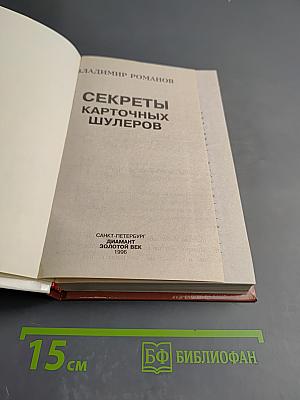 ВЛАДИМИР РОМАНОВ
СЕКРЕТЫ
КАРТОЧНЫХ
ШУЛЕРОВ
САНКТ-ПЕТЕРБУРГ
ДИАМАНТ
ЗОЛОТОЙ ВЕК
1996
15 см
БФ БИБЛИОФАН